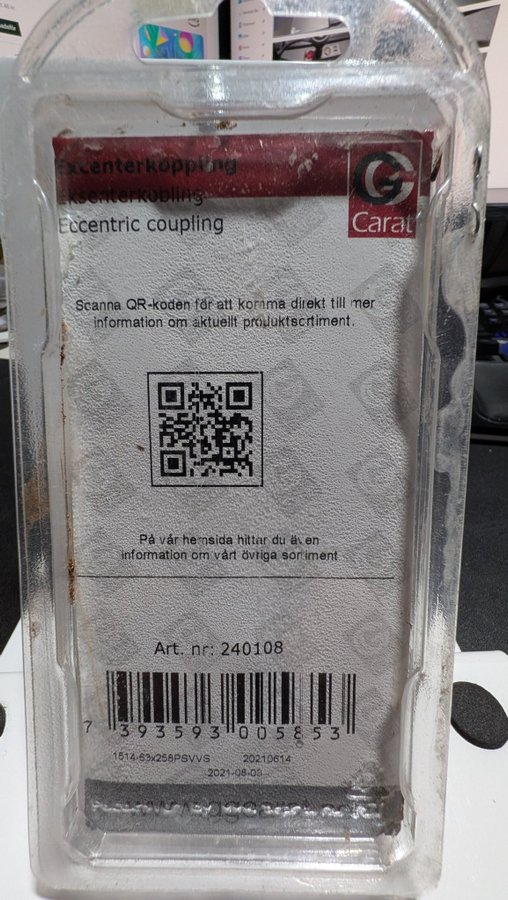 Excenterkoppling
Eksenterkobling
Eccentric coupling
Carat
Scanna QR-koden för att komma direkt till mer
information om aktuellt produktsortiment.
På vår hemsida hittar du även
information om vårt övriga sortiment
Art. nr: 240108
7 393593 005853
1514-63x258PSVVS 20210614
2021-08-03